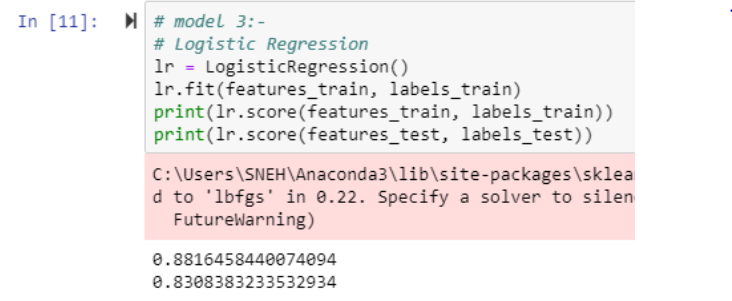 In [11]:
# model 3:-
# Logistic Regression
lr = LogisticRegression()
lr.fit(features_train, labels_train)
print(lr.score(features_train, labels_train))
print(lr.score(features_test, labels_test))
C:\Users\SNEH\Anaconda3\lib\site-packages\sklea
d to 'lbfgs' in 0.22. Specify a solver to silen
FutureWarning)
0.8816458440074094
0.8308383233532934